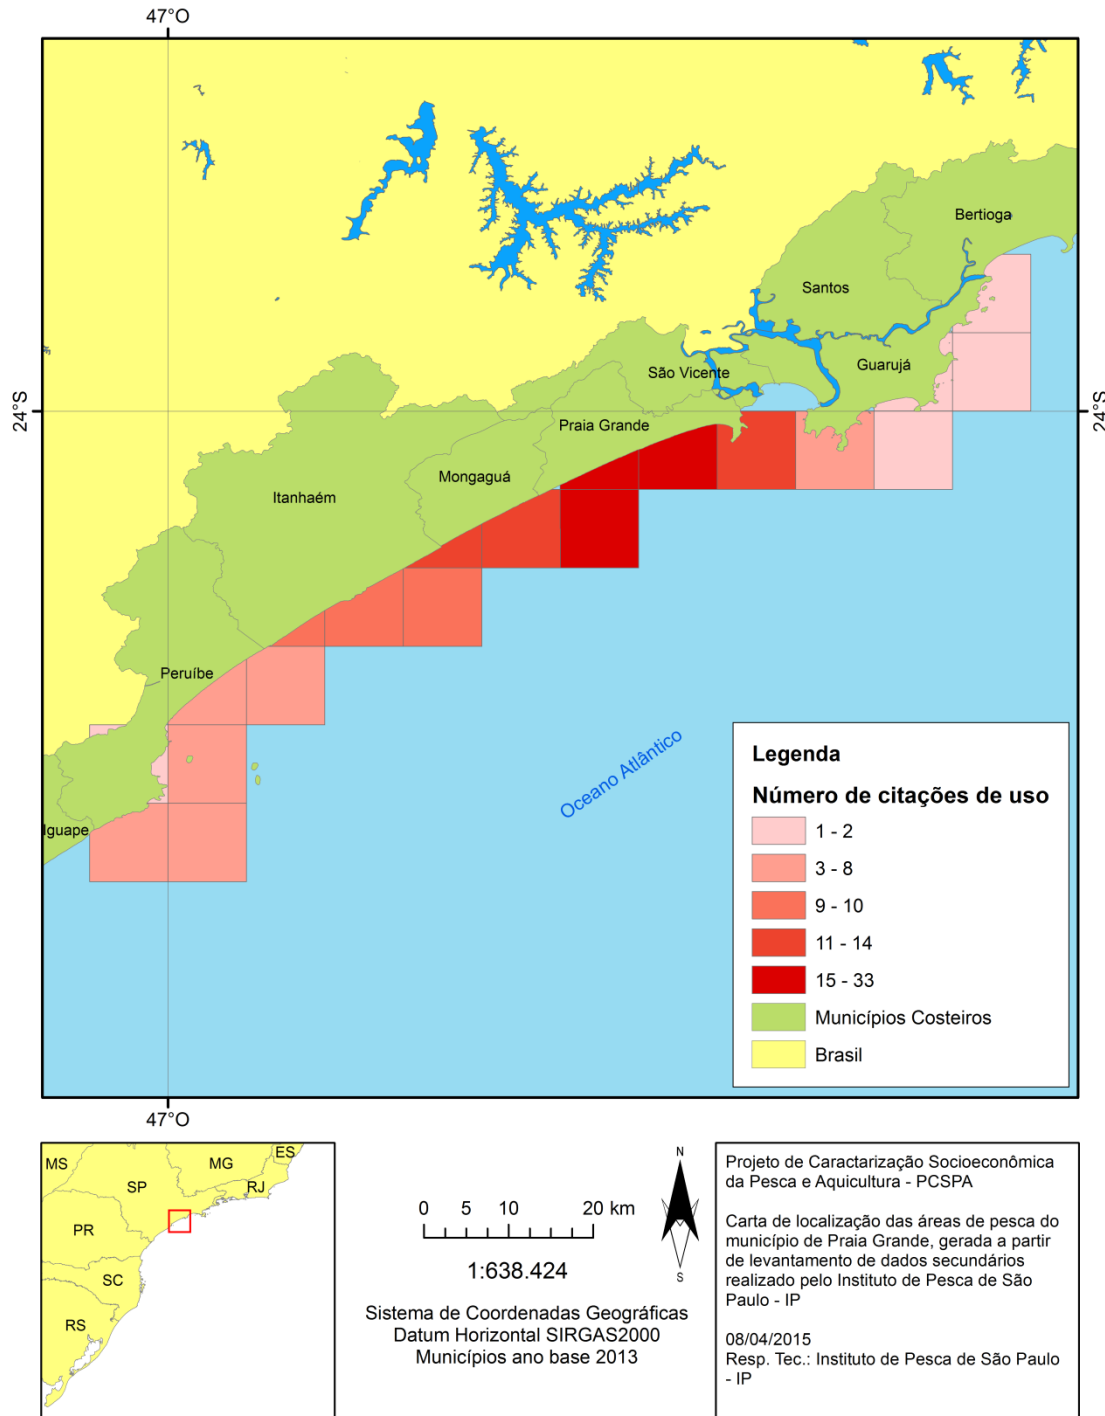 47°O
Bertioga
Santos
Guarujá
São Vicente
24°S
24°S
Praia Grande
Mongaguá
Itanhaém
Peruíbe
Iguape
Oceano Atlântico
Legenda
Número de citações de uso
1 - 2
3 - 8
9 - 10
11 - 14
15 - 33
Municípios Costeiros
Brasil
47°O
MS
MG
ES
SP
RJ
PR
SC
RS
0 5 10 20 km
1:638.424
Sistema de Coordenadas Geográficas
Datum Horizontal SIRGAS2000
Municípios ano base 2013
N
S
Projeto de Caractarização Socioeconômica
da Pesca e Aquicultura - PCSPA
Carta de localização das áreas de pesca do
município de Praia Grande, gerada a partir
de levantamento de dados secundários
realizado pelo Instituto de Pesca de São
Paulo - IP
08/04/2015
Resp. Tec.: Instituto de Pesca de São Paulo
- IP